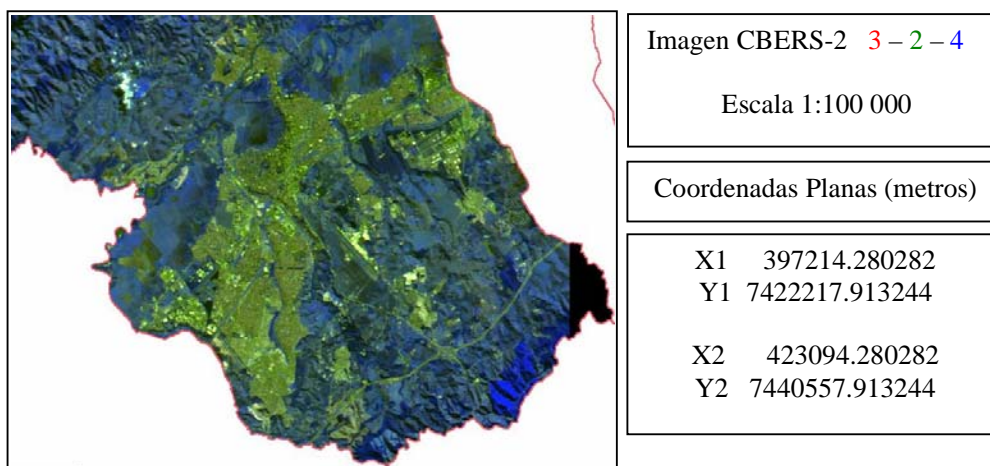 Imagen CBERS-2 3 – 2 – 4
Escala 1:100 000
Coordenadas Planas (metros)
X1 397214.280282
Y1 7422217.913244
X2 423094.280282
Y2 7440557.913244